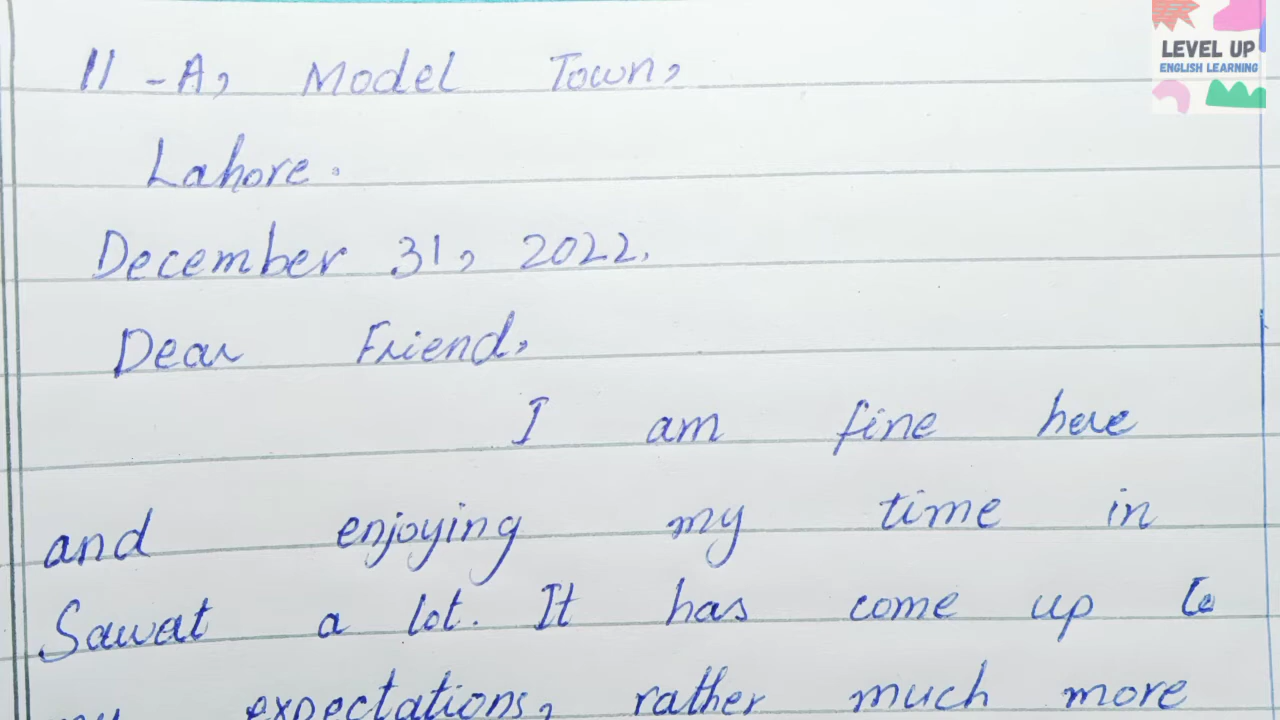 11 -A, Model Town,
LEVEL UP
ENGLISH LEARNING
Lahore.
December 31, 2022.
Dear Friend,
I am fine here
and enjoying my time in
Sawat a lot. It has come up to
my expectations, rather much more